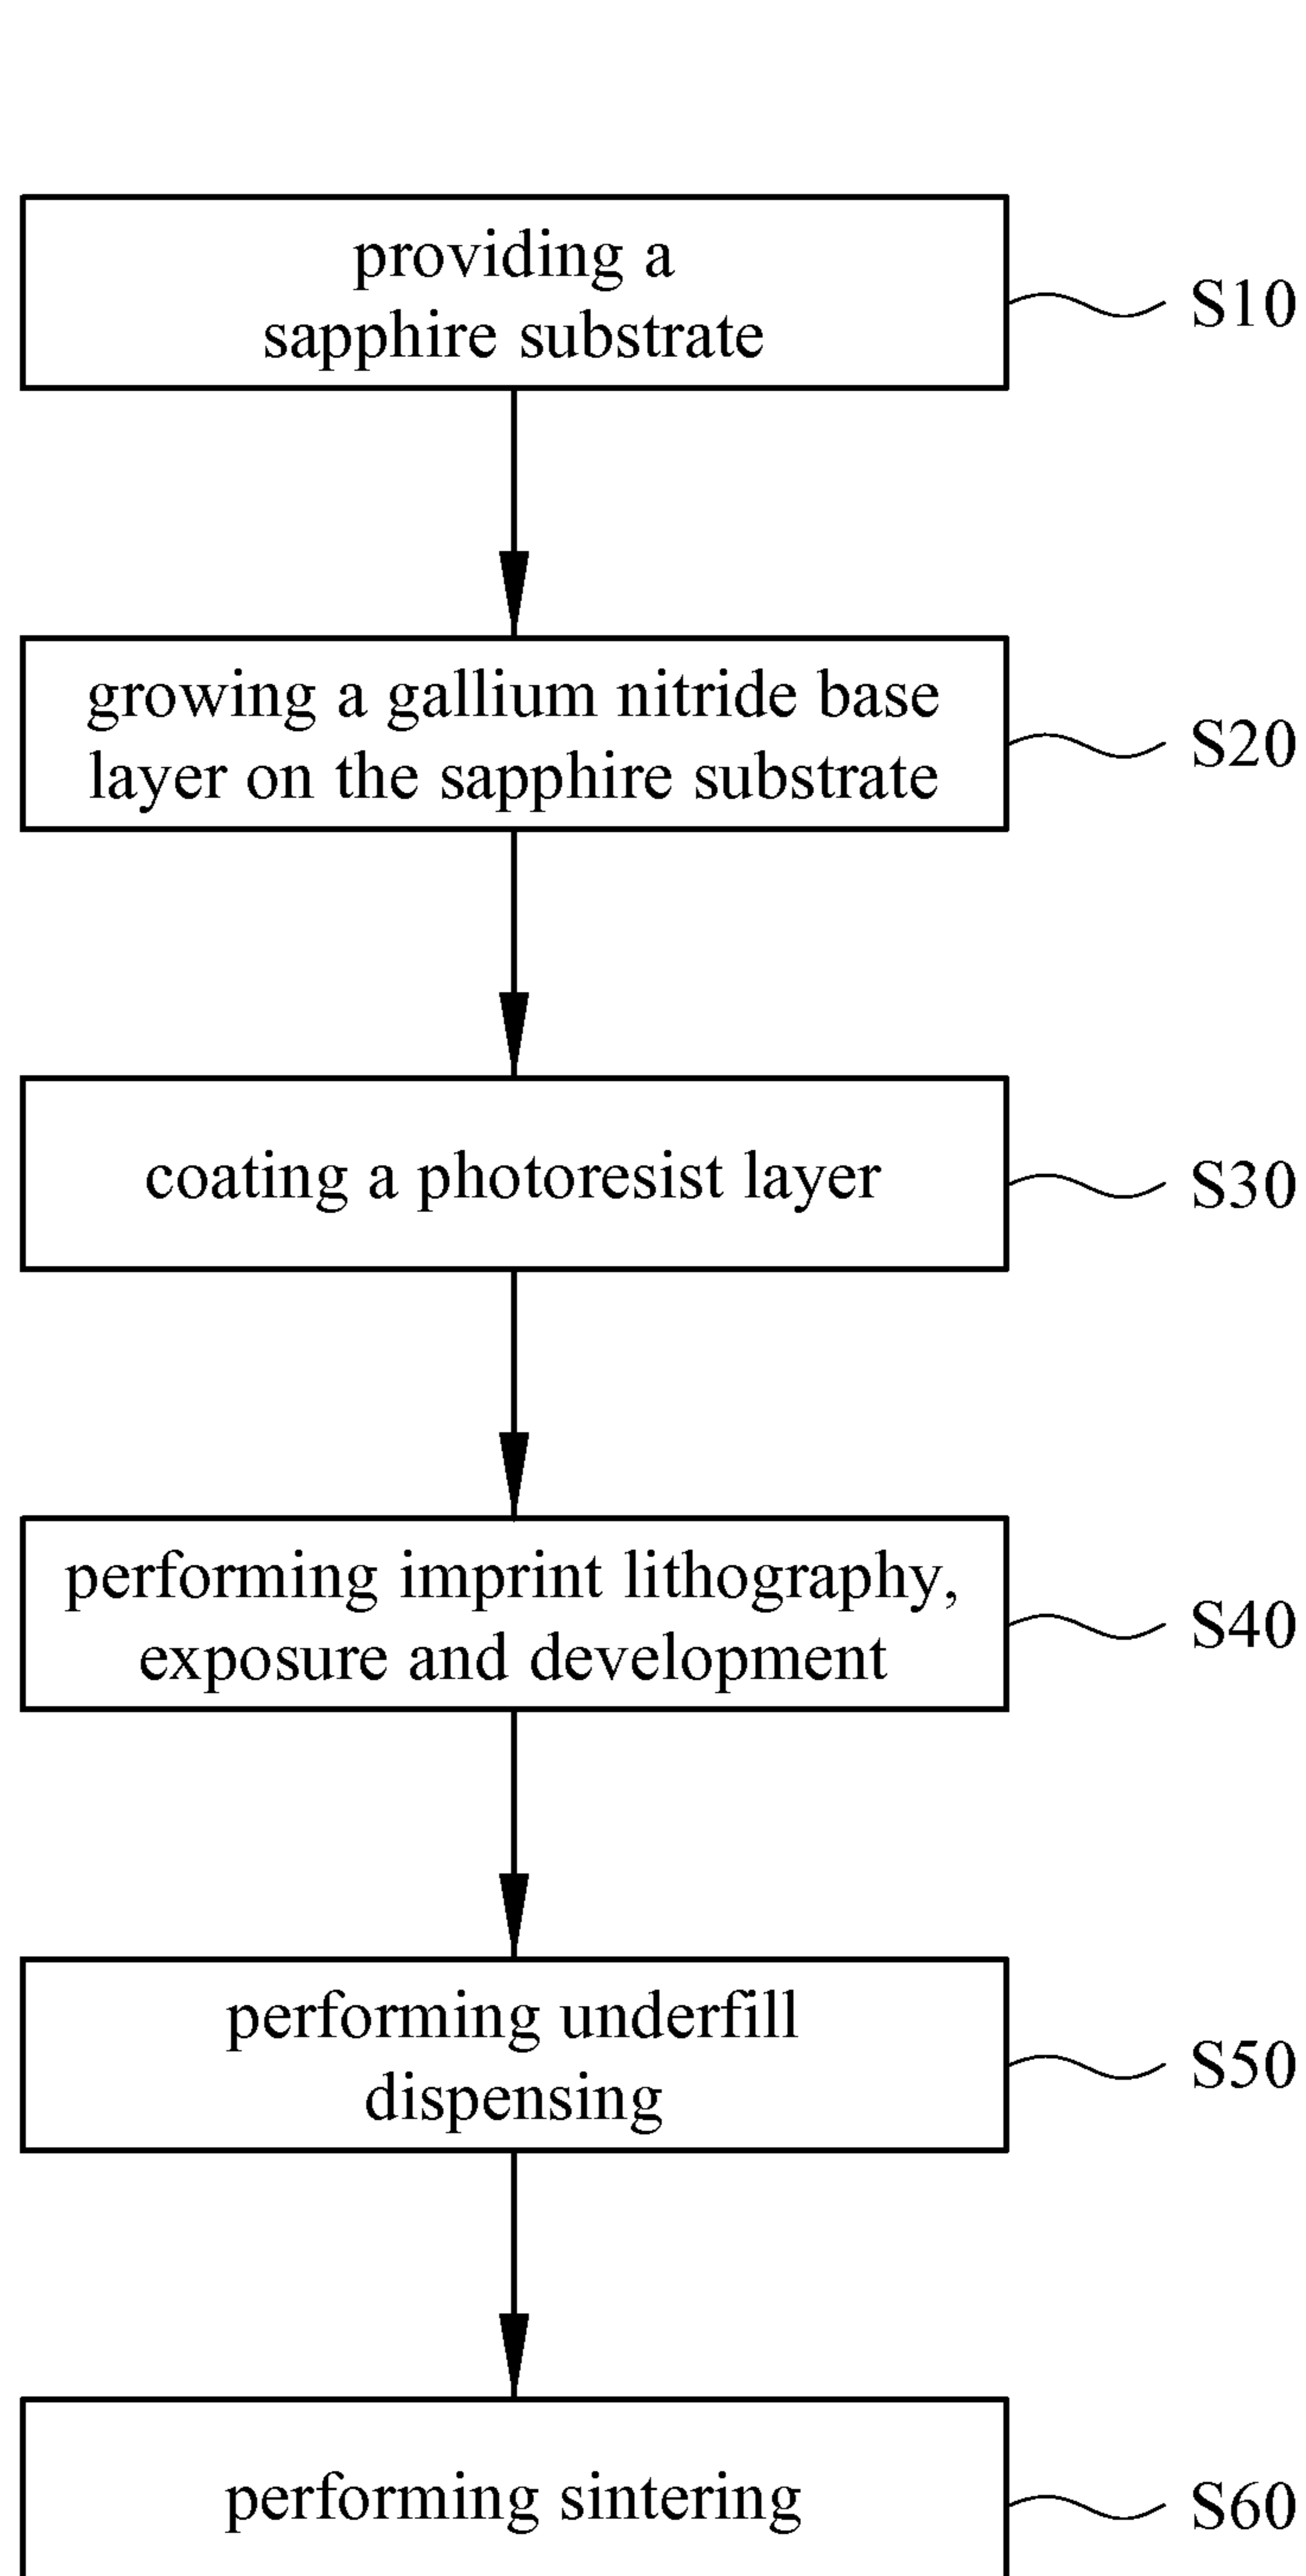 providing a
sapphire substrate
S10
growing a gallium nitride base
layer on the sapphire substrate
S20
coating a photoresist layer
S30
performing imprint lithography,
exposure and development
S40
performing underfill
dispensing
S50
performing sintering
S60